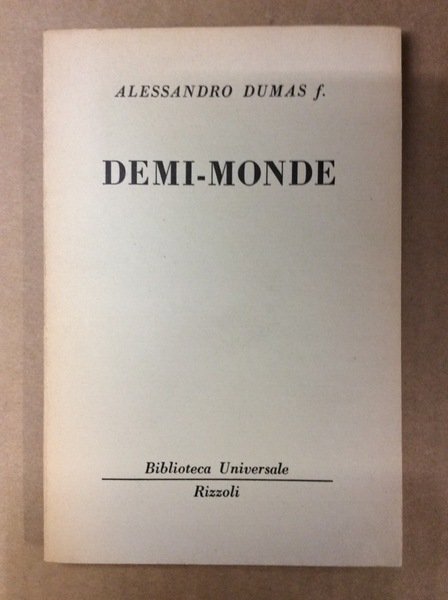 ALESSANDRO DUMAS f.
DEMI-MONDE
Biblioteca Universale
Rizzoli